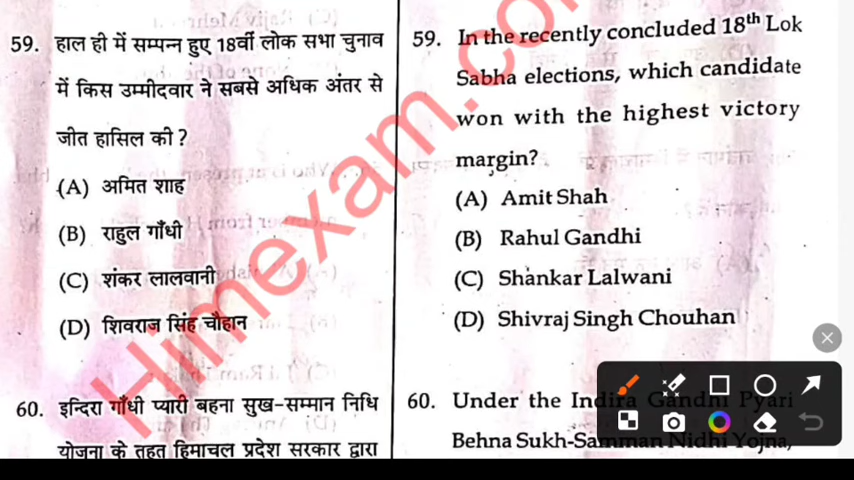 59. हाल ही में सम्पन्न हुए 18वीं लोक सभा चुनाव
में किस उम्मीदवार ने सबसे अधिक अंतर से
जीत हासिल की ?
(A) अमित शाह
(B) राहुल गाँधी
(C) शंकर लालवानी
(D) शिवराज सिंह चौहान
60. इन्दिरा गाँधी प्यारी बहना सुख-सम्मान निधि
योजना के तहत हिमाचल प्रदेश सरकार द्वारा
59. In the recently concluded 18th Lok
Sabha elections, which candidate
won with the highest victory
margin?
(A) Amit Shah
(B) Rahul Gandhi
(C) Shankar Lalwani
(D) Shivraj Singh Chouhan
60. Under the Indira Gandhi Pyari
Behna Sukh-Samman Nidhi Yojna,
Himexam.co